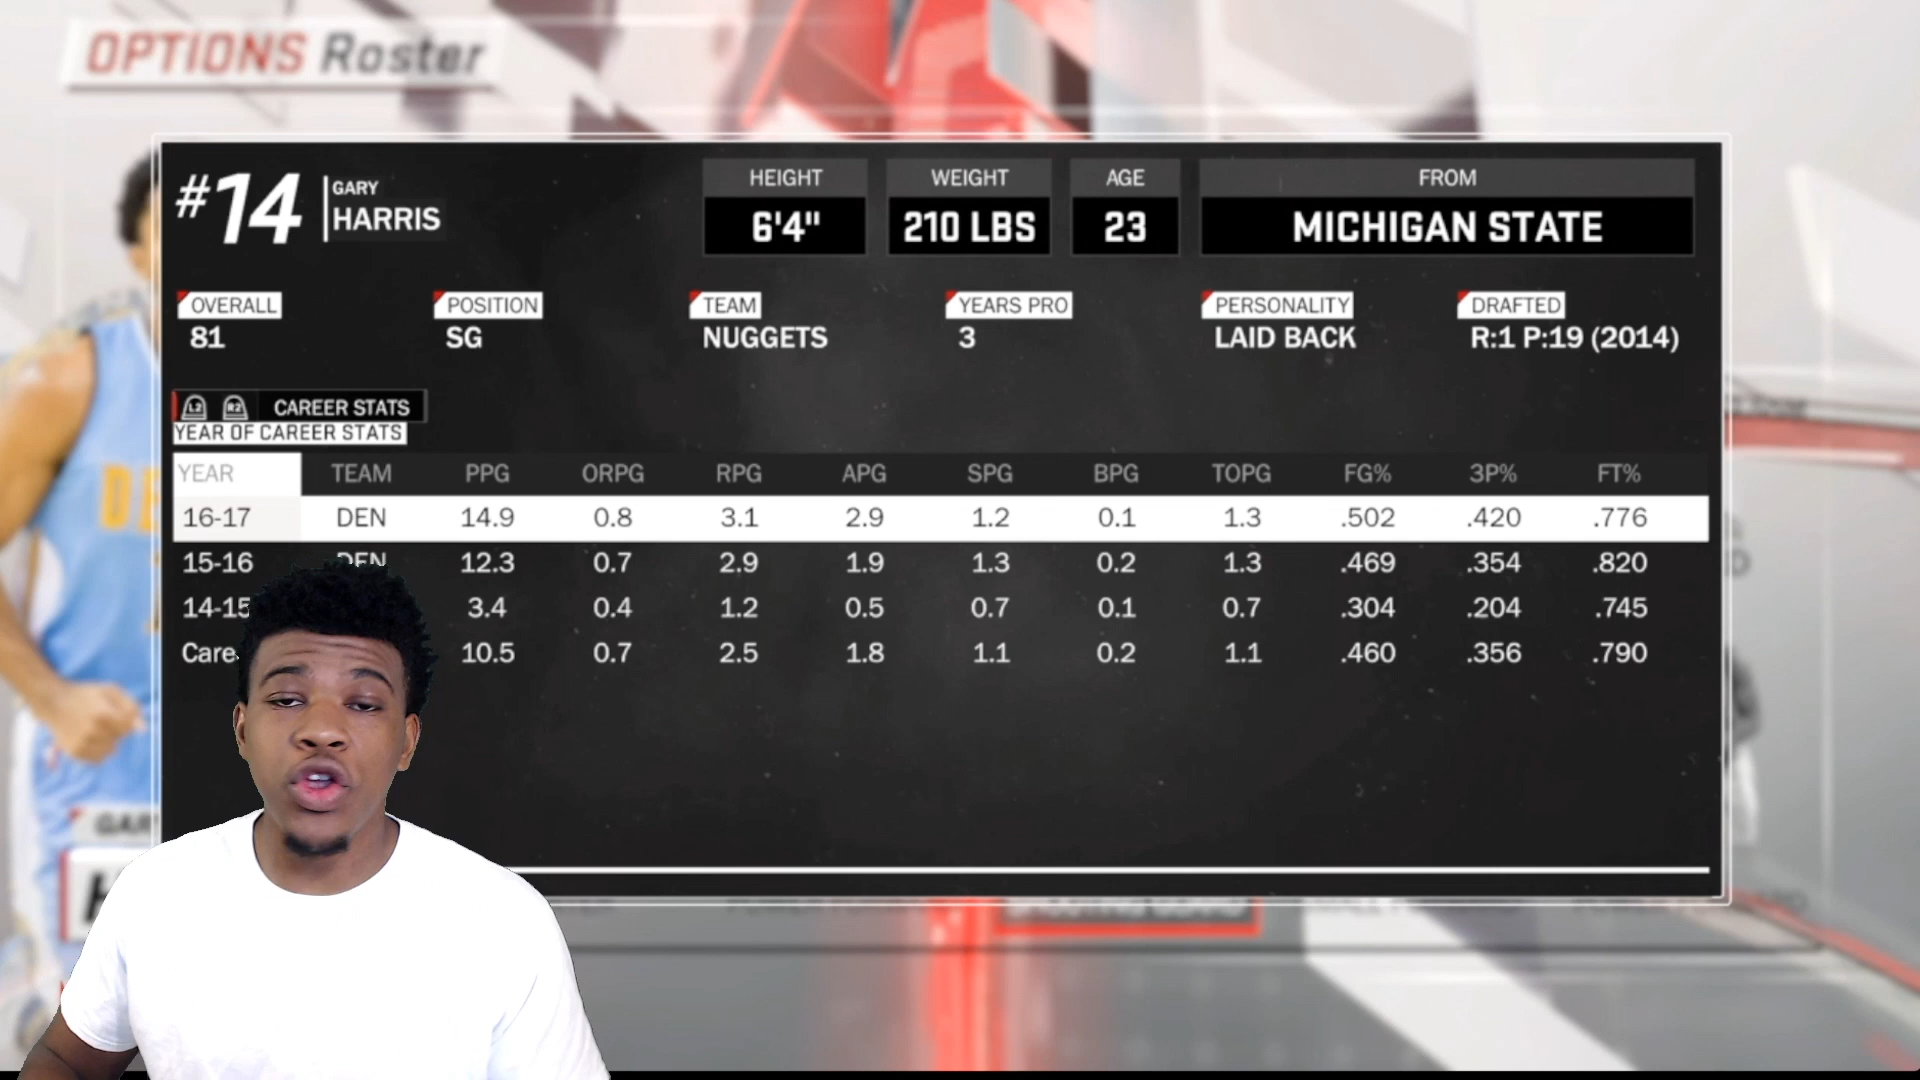 OPTIONS Roster
#14 GARY HARRIS
HEIGHT WEIGHT AGE FROM
6'4" 210 LBS 23 MICHIGAN STATE
OVERALL POSITION TEAM YEARS PRO PERSONALITY DRAFTED
81 SG NUGGETS 3 LAID BACK R:1 P:19 (2014)
L2 R2 CAREER STATS
YEAR OF CAREER STATS
YEAR TEAM PPG ORPG RPG APG SPG BPG TOPG FG% 3P% FT%
16-17 DEN 14.9 0.8 3.1 2.9 1.2 0.1 1.3 .502 .420 .776
15-16 DEN 12.3 0.7 2.9 1.9 1.3 0.2 1.3 .469 .354 .820
14-15 3.4 0.4 1.2 0.5 0.7 0.1 0.7 .304 .204 .745
Care 10.5 0.7 2.5 1.8 1.1 0.2 1.1 .460 .356 .790